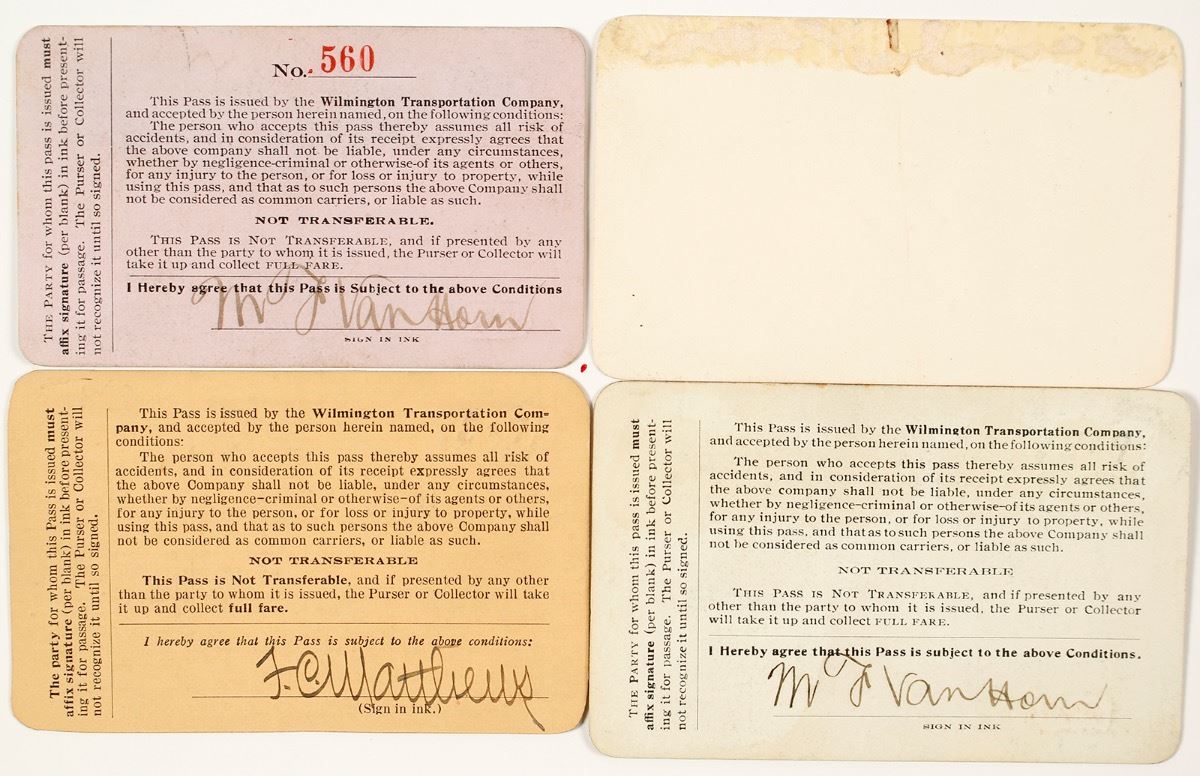 No. 560
This Pass is issued by the Wilmington Transportation Company,
and accepted by the person herein named, on the following conditions:
The person who accepts this pass thereby assumes all risk of
accidents, and in consideration of its receipt expressly agrees that
the above company shall not be liable, under any circumstances,
whether by negligence-criminal or otherwise-of its agents or others,
for any injury to the person, or for loss or injury to property, while
using this pass, and that as to such persons the above Company shall
not be considered as common carriers, or liable as such.
NOT TRANSFERABLE.
THIS PASS IS NOT TRANSFERABLE, and if presented by any
other than the party to whom it is issued, the Purser or Collector will
take it up and collect FULL FARE.
I Hereby agree that this Pass is Subject to the above Conditions
M F Van Horn
SIGN IN INK
THE PARTY for whom this pass is issued must
affix signature (per blank) in ink before present-
ing it for passage. The Purser or Collector will
not recognize it until so signed.
This Pass is issued by the Wilmington Transportation Com-
pany, and accepted by the person herein named, on the following
conditions:
The person who accepts this pass thereby assumes all risk of
accidents, and in consideration of its receipt expressly agrees that
the above Company shall not be liable, under any circumstances,
whether by negligence-criminal or otherwise-of its agents or others,
for any injury to the person, or for loss or injury to property, while
using this pass, and that as to such persons the above Company shall
not be considered as common carriers, or liable as such.
NOT TRANSFERABLE
This Pass is Not Transferable, and if presented by any other
than the party to whom it is issued, the Purser or Collector will take
it up and collect full fare.
I hereby agree that this Pass is subject to the above conditions:
F. C. Matthews
(Sign in ink.)
The party for whom this Pass is issued must
affix signature (per blank) in ink before present-
ing it for passage. The Purser or Collector will
not recognize it until so signed.
This Pass is issued by the Wilmington Transportation Company,
and accepted by the person herein named, on the following conditions:
The person who accepts this pass thereby assumes all risk of
accidents, and in consideration of its receipt expressly agrees that
the above company shall not be liable, under any circumstances,
whether by negligence-criminal or otherwise-of its agents or others,
for any injury to the person, or for loss or injury to property, while
using this pass, and that as to such persons the above Company shall
not be considered as common carriers, or liable as such.
NOT TRANSFERABLE
THIS PASS IS NOT TRANSFERABLE, and if presented by any
other than the party to whom it is issued, the Purser or Collector
will take it up and collect FULL FARE.
I Hereby agree that this Pass is subject to the above Conditions.
M F Van Horn
SIGN IN INK
THE PARTY for whom this pass is issued must
affix signature (per blank) in ink before present-
ing it for passage. The Purser or Collector will
not recognize it until so signed.